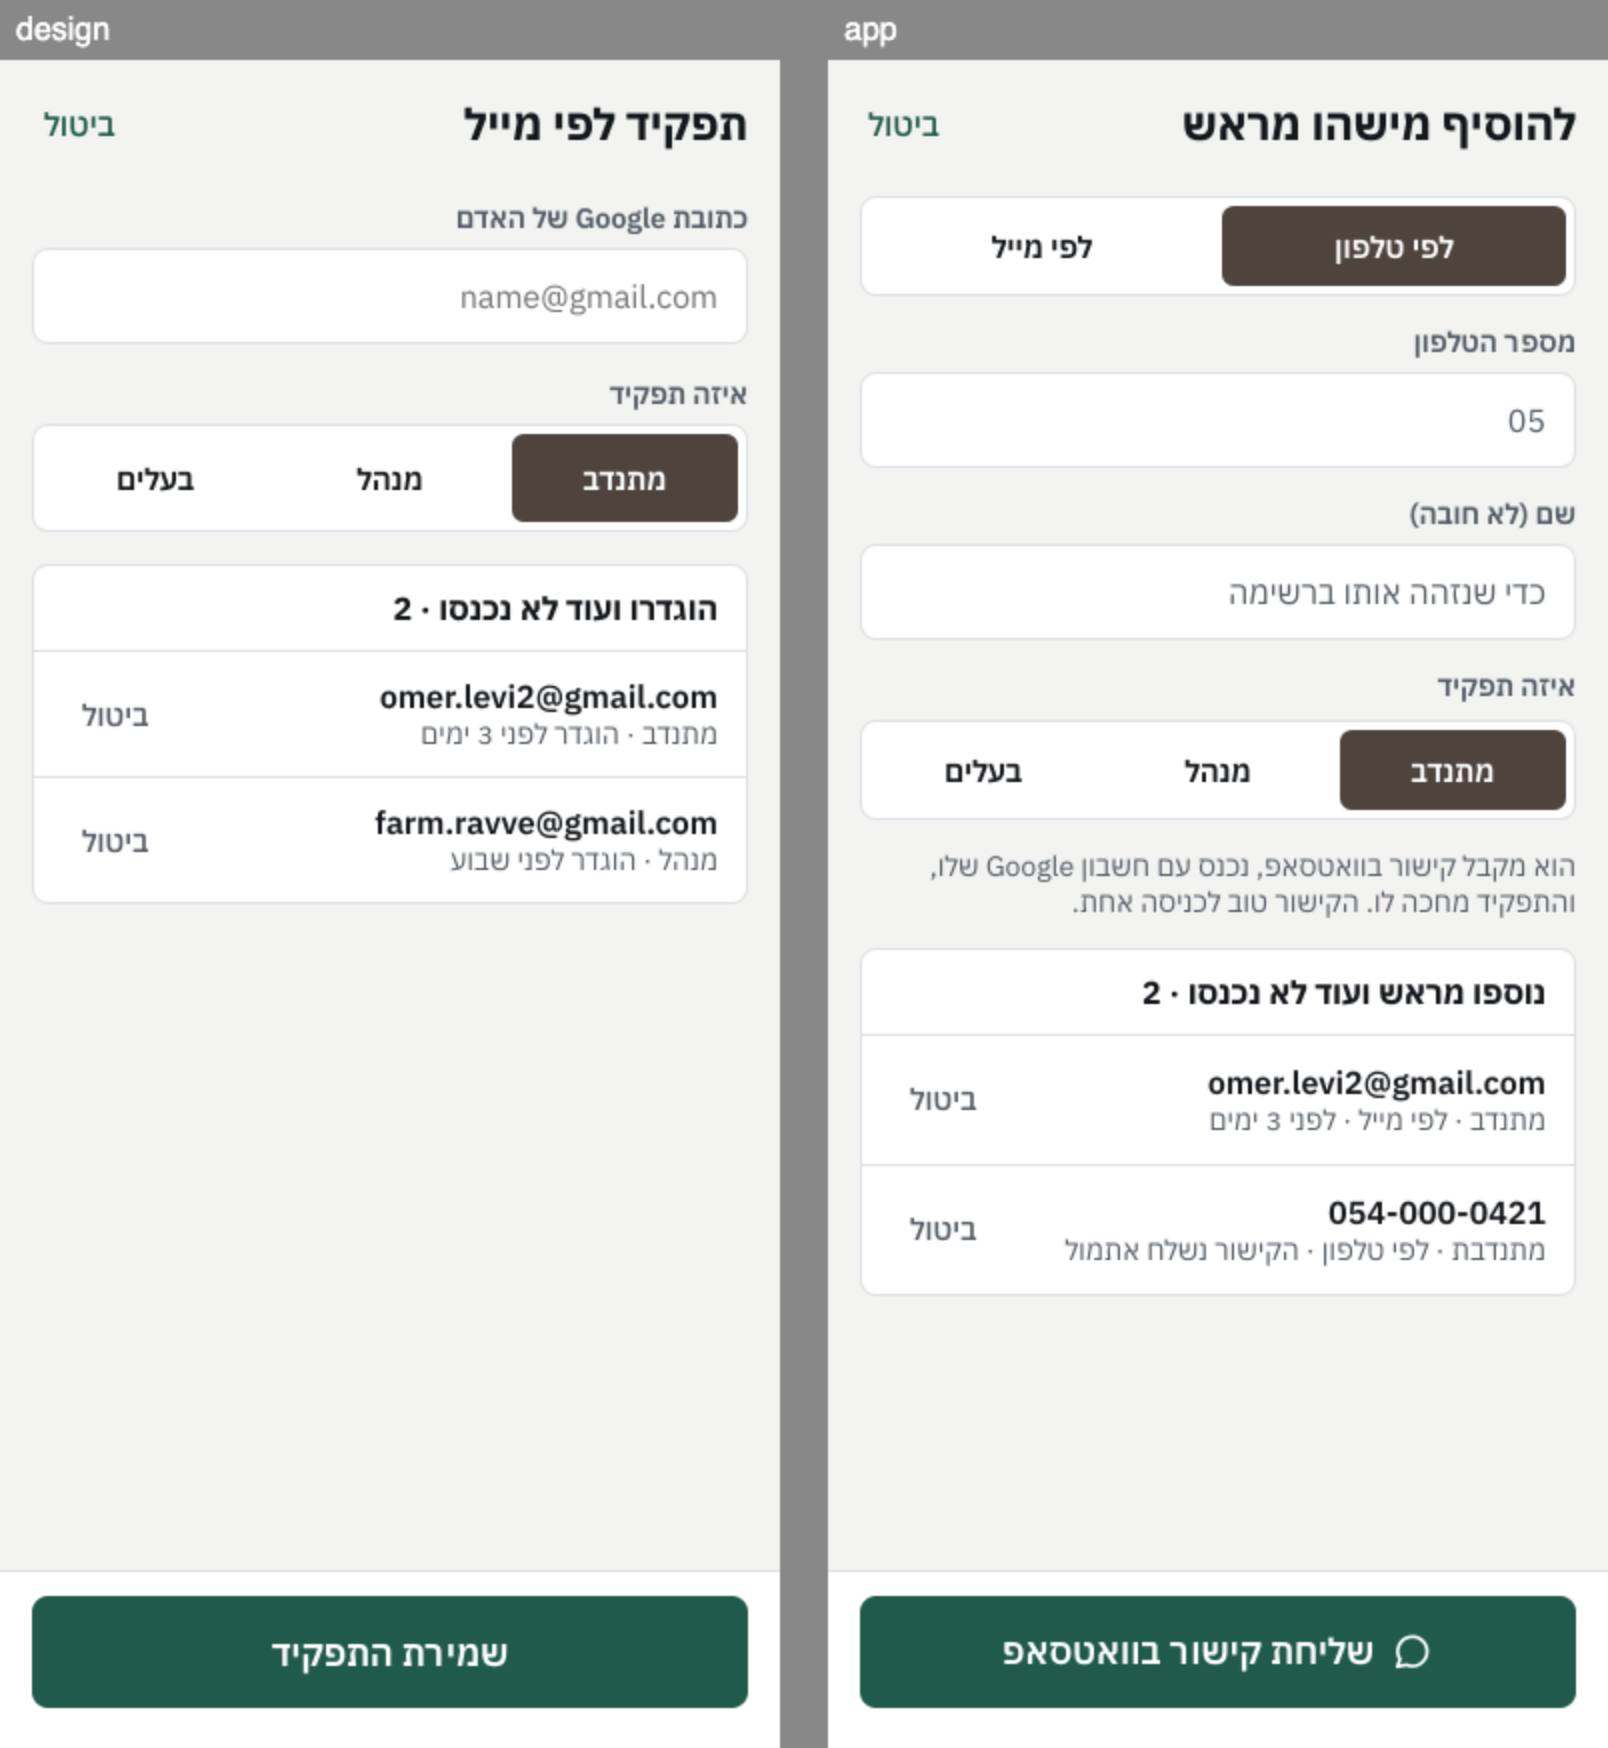 design
תפקיד לפי מייל
ביטול
כתובת Google של האדם
name@gmail.com
איזה תפקיד
מתנדב
מנהל
בעלים
הוגדרו ועוד לא נכנסו · 2
omer.levi2@gmail.com
מתנדב · הוגדר לפני 3 ימים
ביטול
farm.ravve@gmail.com
מנהל · הוגדר לפני שבוע
ביטול
שמירת התפקיד
app
להוסיף מישהו מראש
ביטול
לפי טלפון
לפי מייל
מספר הטלפון
05
שם (לא חובה)
כדי שנזהה אותו ברשימה
איזה תפקיד
מתנדב
מנהל
בעלים
הוא מקבל קישור בוואטסאפ, נכנס עם חשבון Google שלו,
והתפקיד מחכה לו. הקישור טוב לכניסה אחת.
נוספו מראש ועוד לא נכנסו · 2
omer.levi2@gmail.com
מתנדב · לפי מייל · לפני 3 ימים
ביטול
054-000-0421
מתנדבת · לפי טלפון · הקישור נשלח אתמול
ביטול
שליחת קישור בוואטסאפ